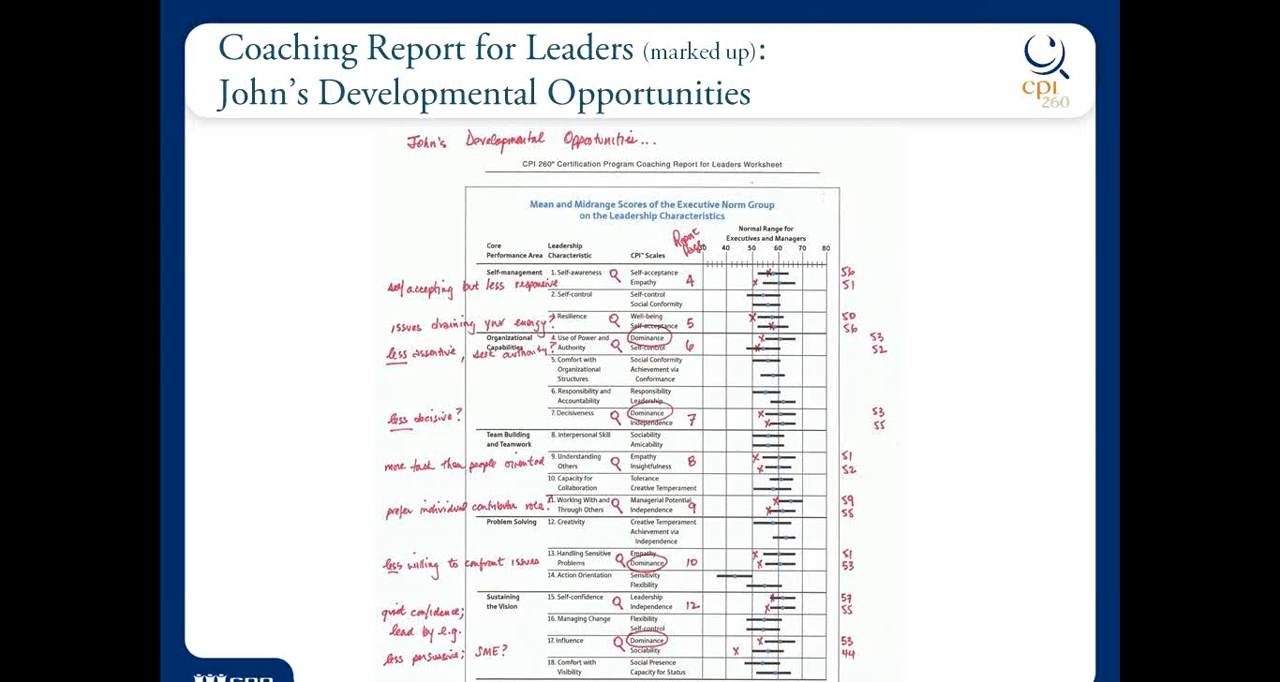 Coaching Report for Leaders (marked up):
John's Developmental Opportunities
cpi
260
John's Developmental Opportunities...
CPI 260® Certification Program Coaching Report for Leaders Worksheet
Mean and Midrange Scores of the Executive Norm Group
on the Leadership Characteristics
Normal Range for
Executives and Managers
Core Performance Area Leadership Characteristic CPI™ Scales 40 50 60 70 80
Self-management 1. Self-awareness Self-acceptance 56
Empathy 4 51
self accepting but less responsive
2. Self-control Self-control
Social Conformity
3. Resilience Well-being 50
Self-acceptance 5 56
issues draining your energy?
Organizational Capabilities 4. Use of Power and Authority Dominance 53
Self-control 6 52
less assertive, seek authority?
5. Comfort with Organizational Structures Social Conformity
Achievement via Conformance
6. Responsibility and Accountability Responsibility
Leadership
7. Decisiveness Dominance 53
Independence 7 55
less decisive?
Team Building and Teamwork 8. Interpersonal Skill Sociability
Amicability
9. Understanding Others Empathy 51
Insightfulness 8 52
more task than people oriented
10. Capacity for Collaboration Tolerance
Creative Temperament
11. Working With and Through Others Managerial Potential 59
Independence 9 55
prefer individual contributor role?
Problem Solving 12. Creativity Creative Temperament
Achievement via Independence
13. Handling Sensitive Problems Empathy 51
Dominance 10 53
less willing to confront issues
14. Action Orientation Sensitivity
Flexibility
Sustaining the Vision 15. Self-confidence Leadership 57
Independence 12 55
quiet confidence;
lead by e.g.
16. Managing Change Flexibility
Self-control
17. Influence Dominance 53
Sociability 44
less persuasive; SME?
18. Comfort with Visibility Social Presence
Capacity for Status